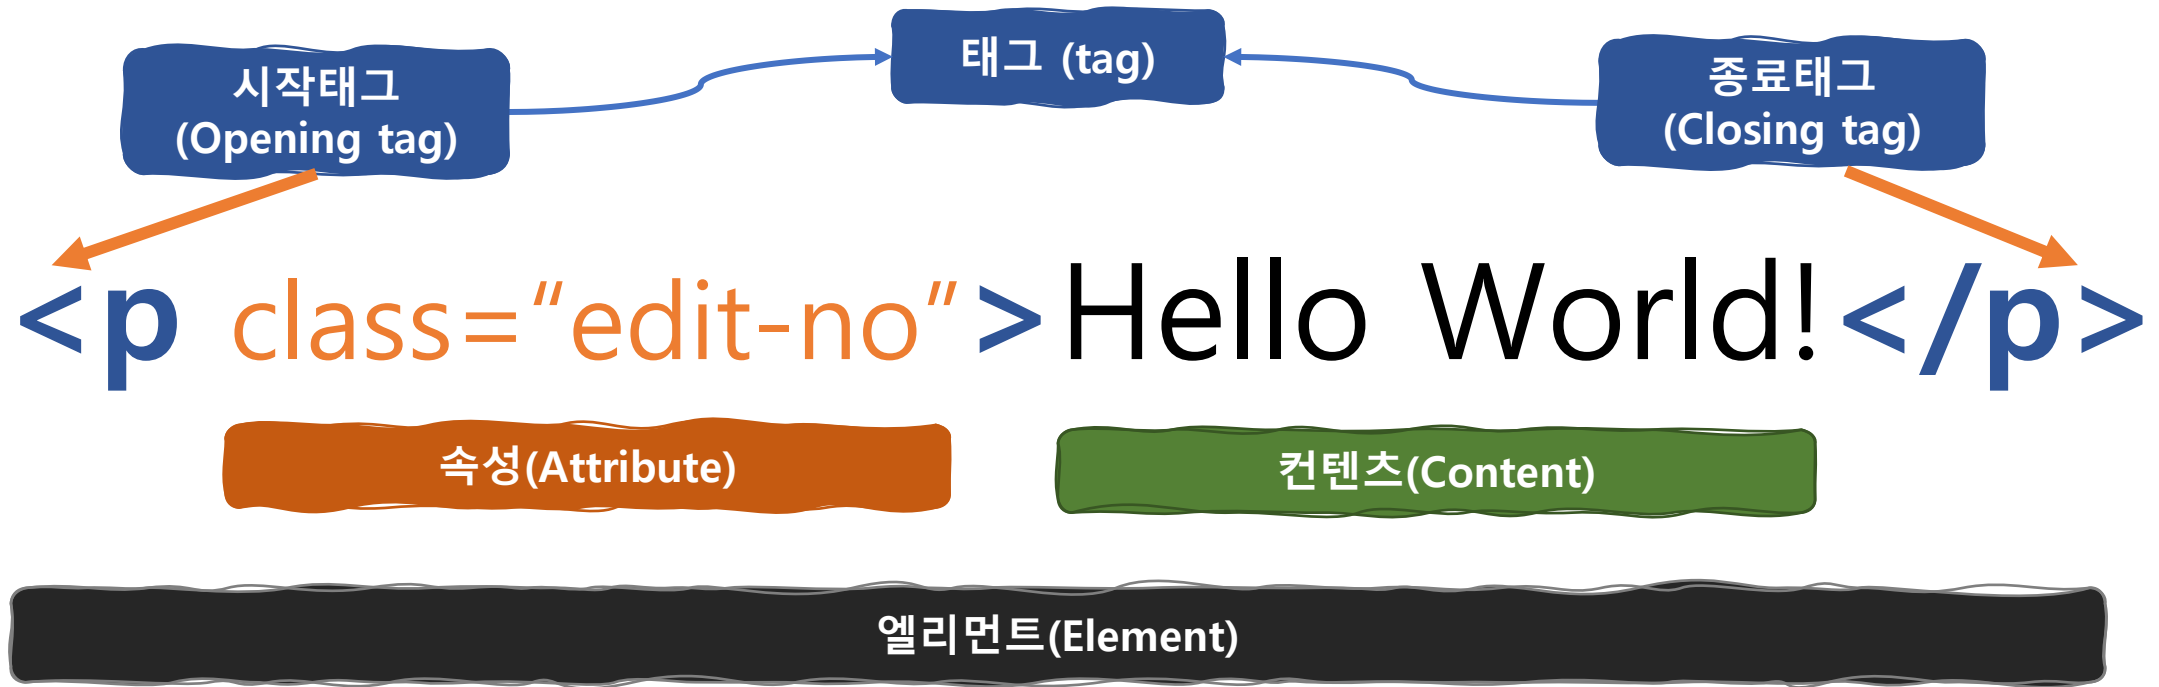 태그 (tag)
시작태그
(Opening tag)
종료태그
(Closing tag)
<p class=“edit-no”>Hello World!</p>
속성(Attribute)
컨텐츠(Content)
엘리먼트(Element)